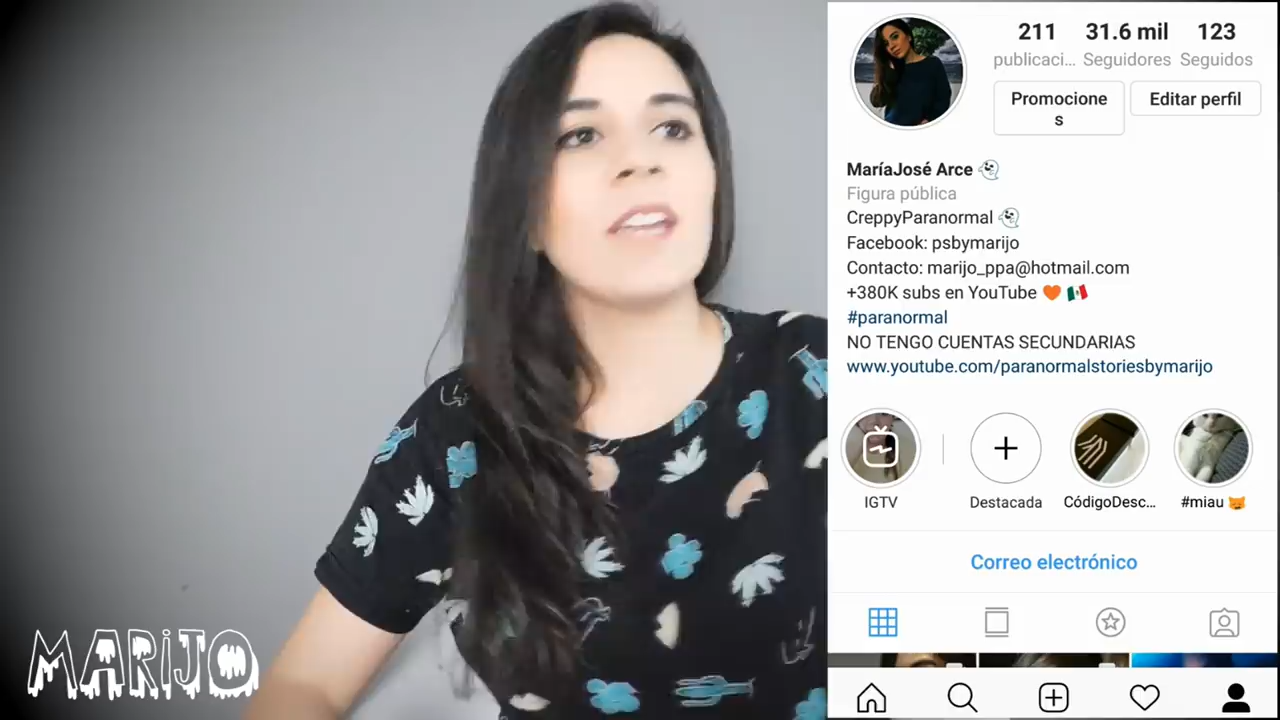 211 31.6 mil 123
publicaci... Seguidores Seguidos
Promocione
s
Editar perfil
MaríaJosé Arce 👻
Figura pública
CreppyParanormal 👻
Facebook: psbymarijo
Contacto: marijo_ppa@hotmail.com
+380K subs en YouTube 🧡 🇲🇽
#paranormal
NO TENGO CUENTAS SECUNDARIAS
www.youtube.com/paranormalstoriesbymarijo
IGTV Destacada CódigoDesc... #miau 😼
Correo electrónico
MARiJO